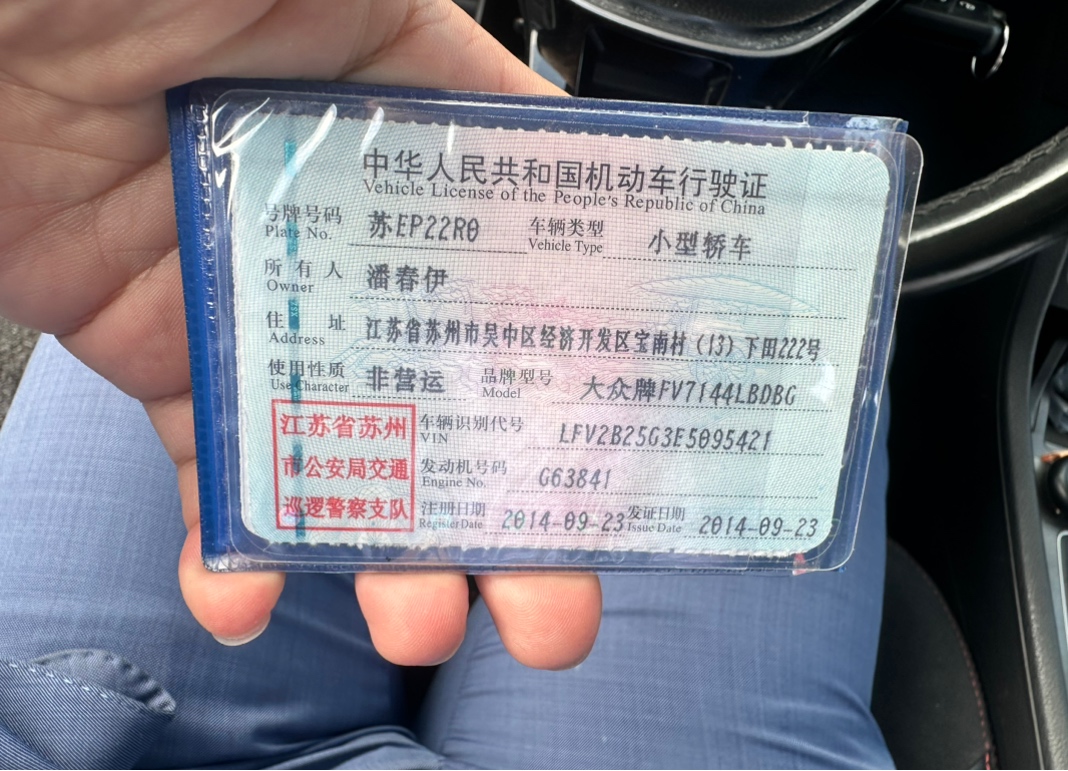 中华人民共和国机动车行驶证
Vehicle License of the People's Republic of China
号牌号码 苏EP22R0 车辆类型 小型轿车
Plate No. Vehicle Type
所有人 潘春伊
Owner
住址 江苏省苏州市吴中区经济开发区宝南村（13）下田222号
Address
使用性质 非营运 品牌型号 大众牌FV7144LBDBG
Use Character Model
江苏省苏州 车辆识别代号 LFV2B25G3E5095421
VIN
市公安局交通 发动机号码 G63841
Engine No.
巡逻警察支队 注册日期 2014-09-23 发证日期 2014-09-23
Register Date Issue Date